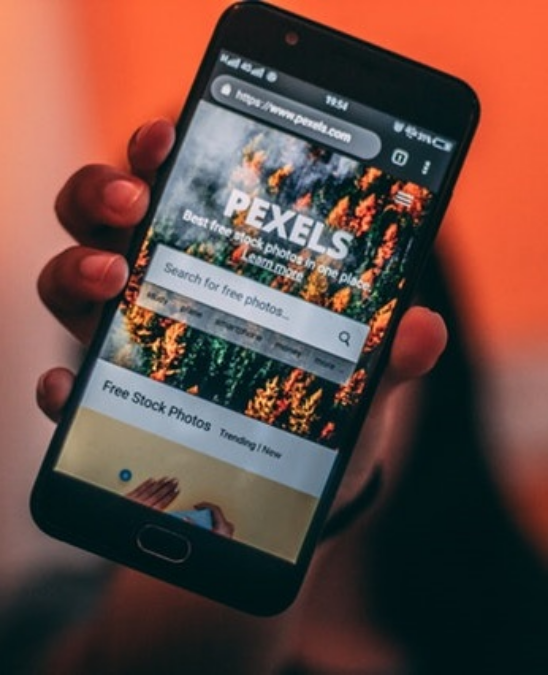 4G
19:54
31%
https://www.pexels.com
1
PEXELS
Best free stock photos in one place.
Learn more
Search for free photos...
study smartphone money more
Free Stock Photos Trending | New